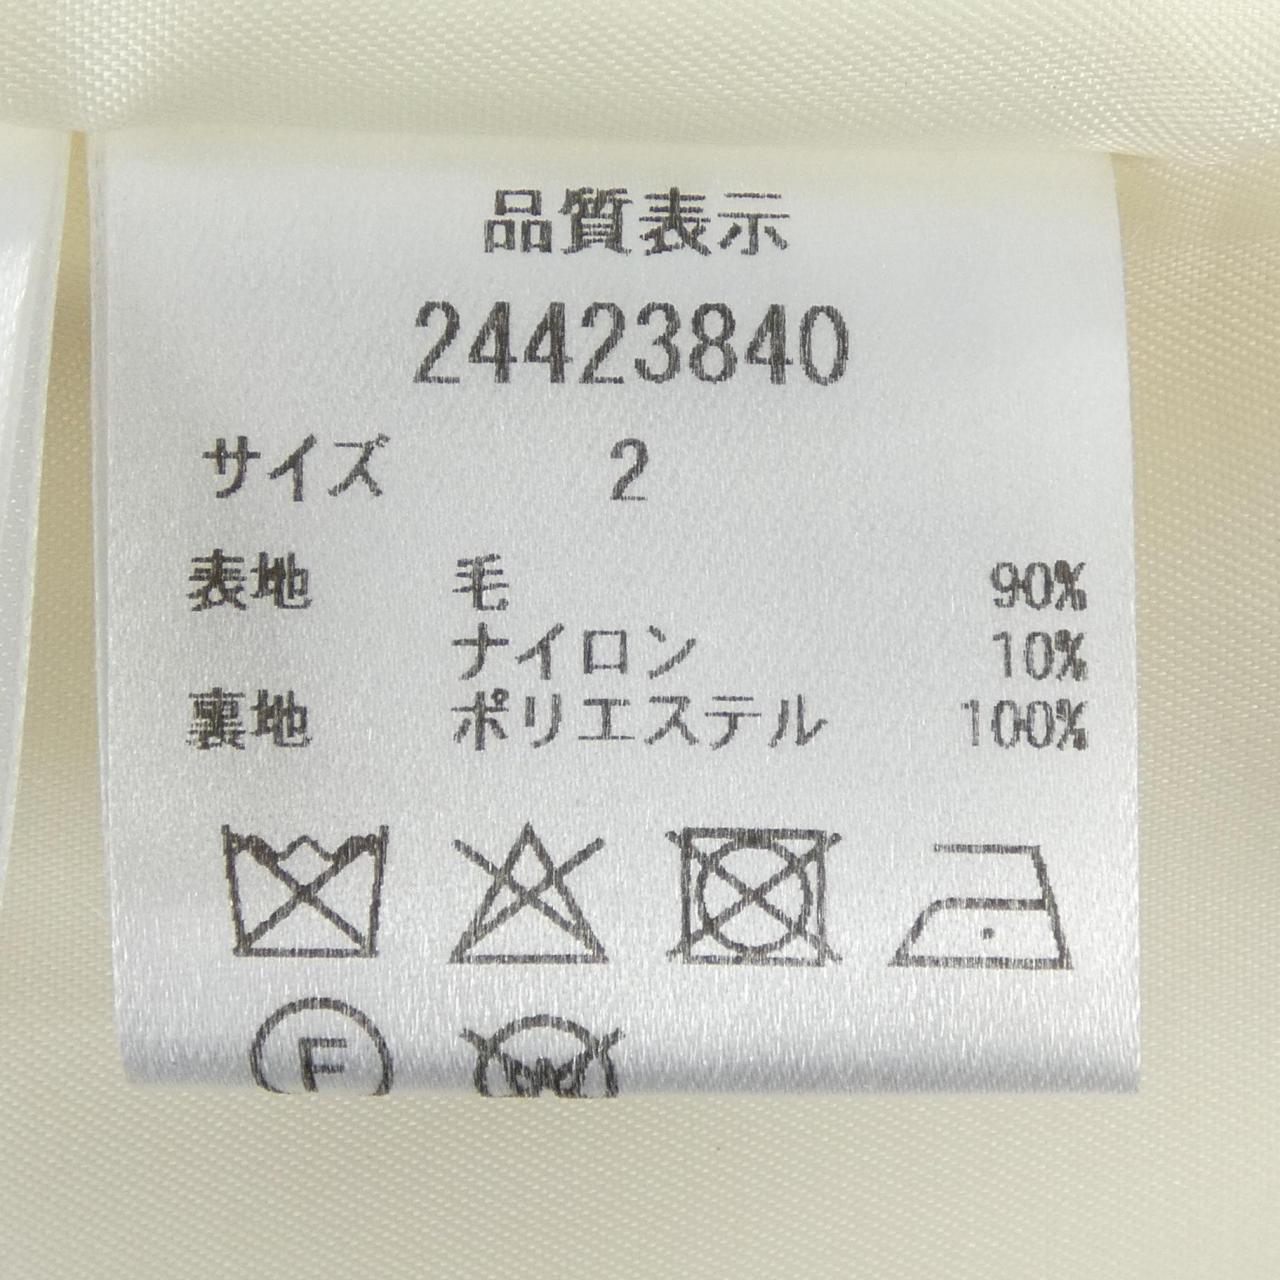 品質表示
24423840
サイズ 2
表地 毛 90%
ナイロン 10%
裏地 ポリエステル 100%
F W